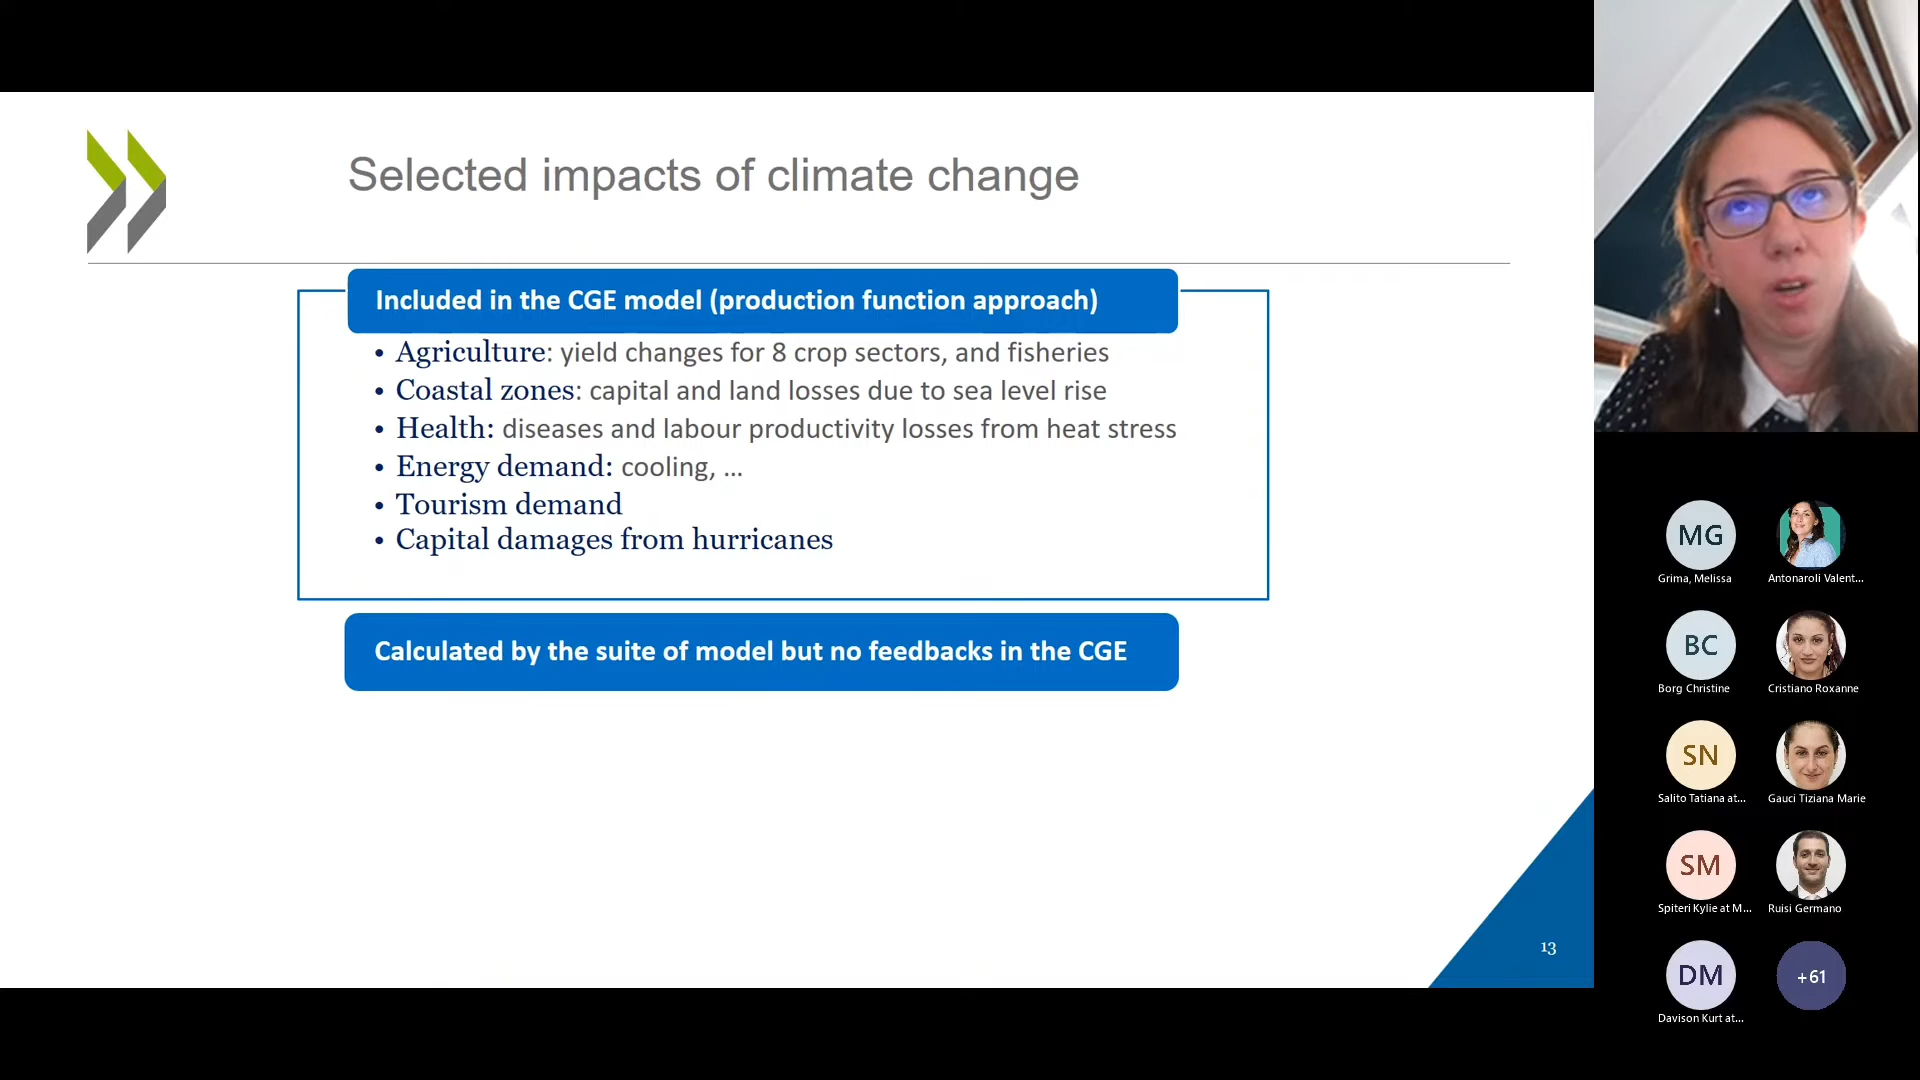 Selected impacts of climate change
Included in the CGE model (production function approach)
• Agriculture: yield changes for 8 crop sectors, and fisheries
• Coastal zones: capital and land losses due to sea level rise
• Health: diseases and labour productivity losses from heat stress
• Energy demand: cooling, ...
• Tourism demand
• Capital damages from hurricanes
Calculated by the suite of model but no feedbacks in the CGE
13
MG
Grima, Melissa
Antonaroli Valent...
BC
Borg Christine
Cristiano Roxanne
SN
Salito Tatiana at...
Gauci Tiziana Marie
SM
Spiteri Kylie at M...
Ruisi Germano
DM
Davison Kurt at...
+61